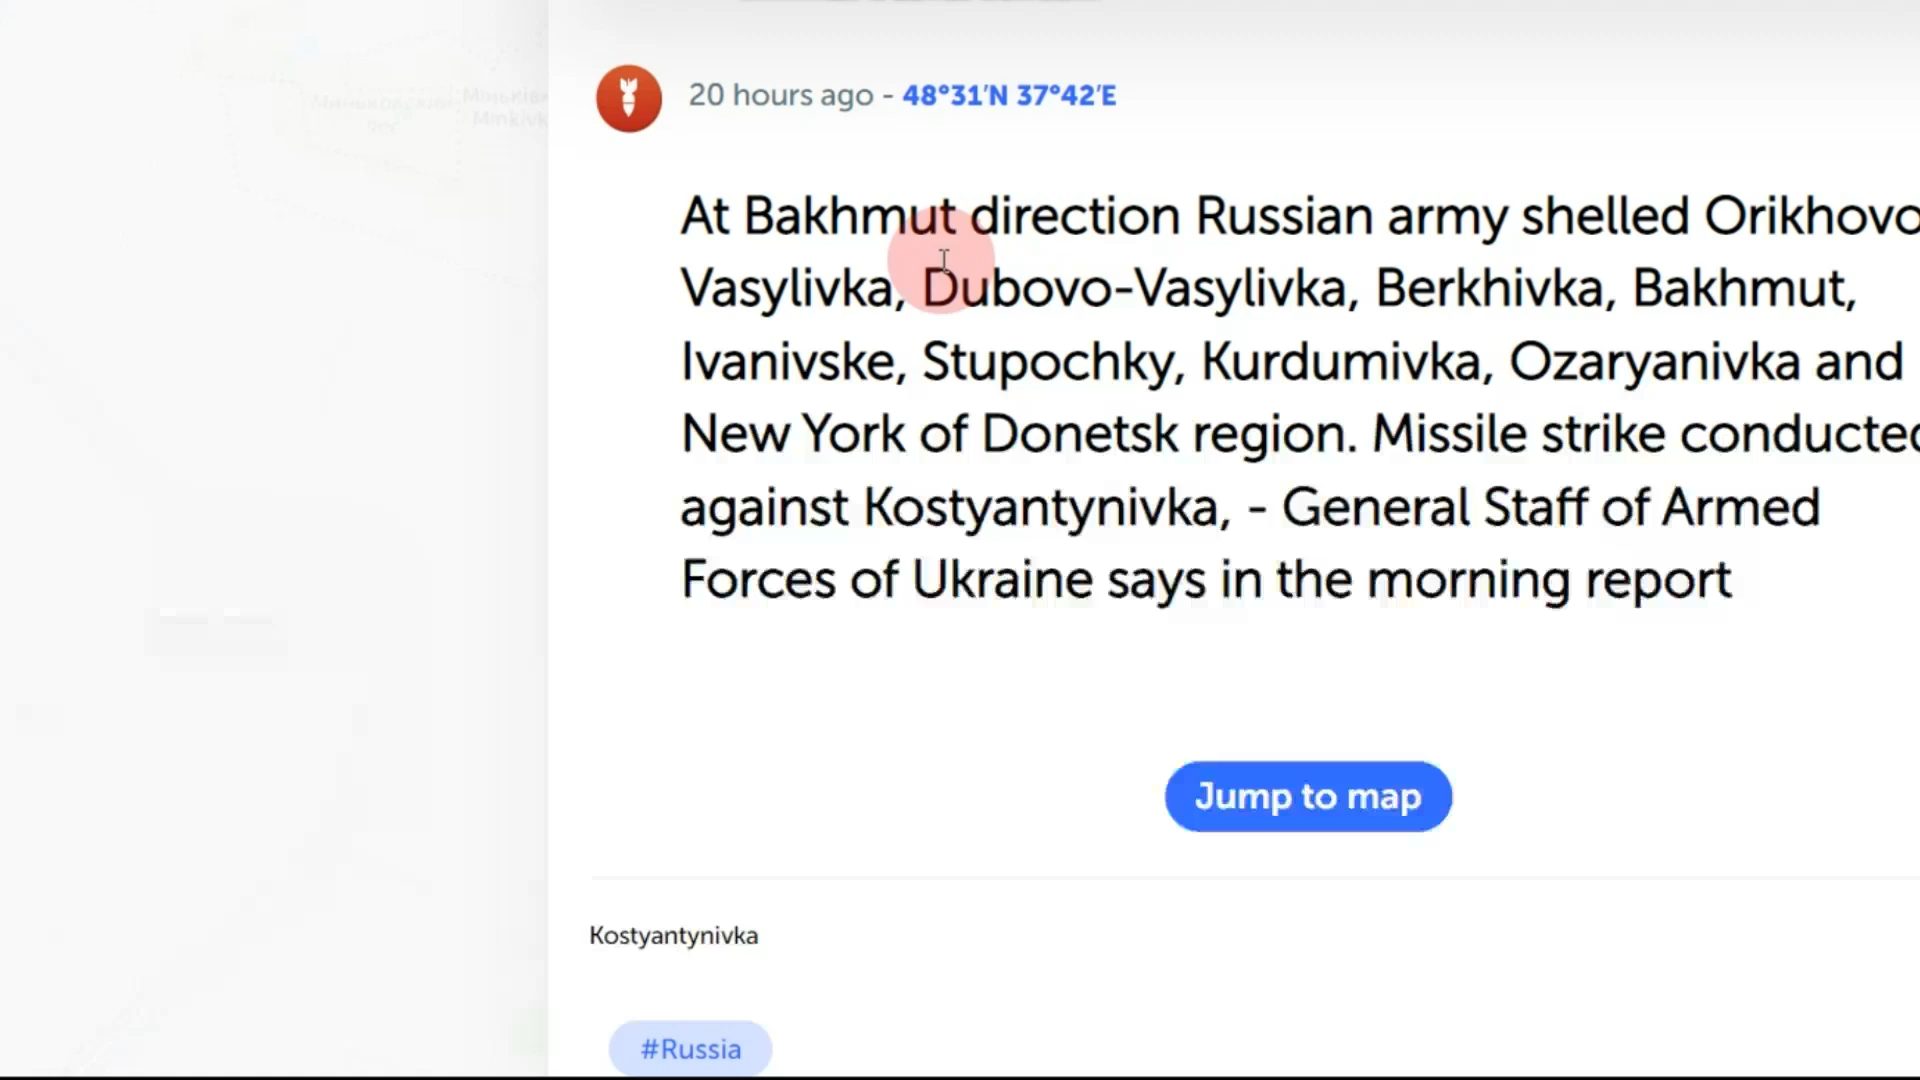 20 hours ago - 48°31′N 37°42′E
At Bakhmut direction Russian army shelled Orikhovo
Vasylivka, Dubovo-Vasylivka, Berkhivka, Bakhmut,
Ivanivske, Stupochky, Kurdumivka, Ozaryanivka and
New York of Donetsk region. Missile strike conducted
against Kostyantynivka, - General Staff of Armed
Forces of Ukraine says in the morning report
Jump to map
Kostyantynivka
#Russia